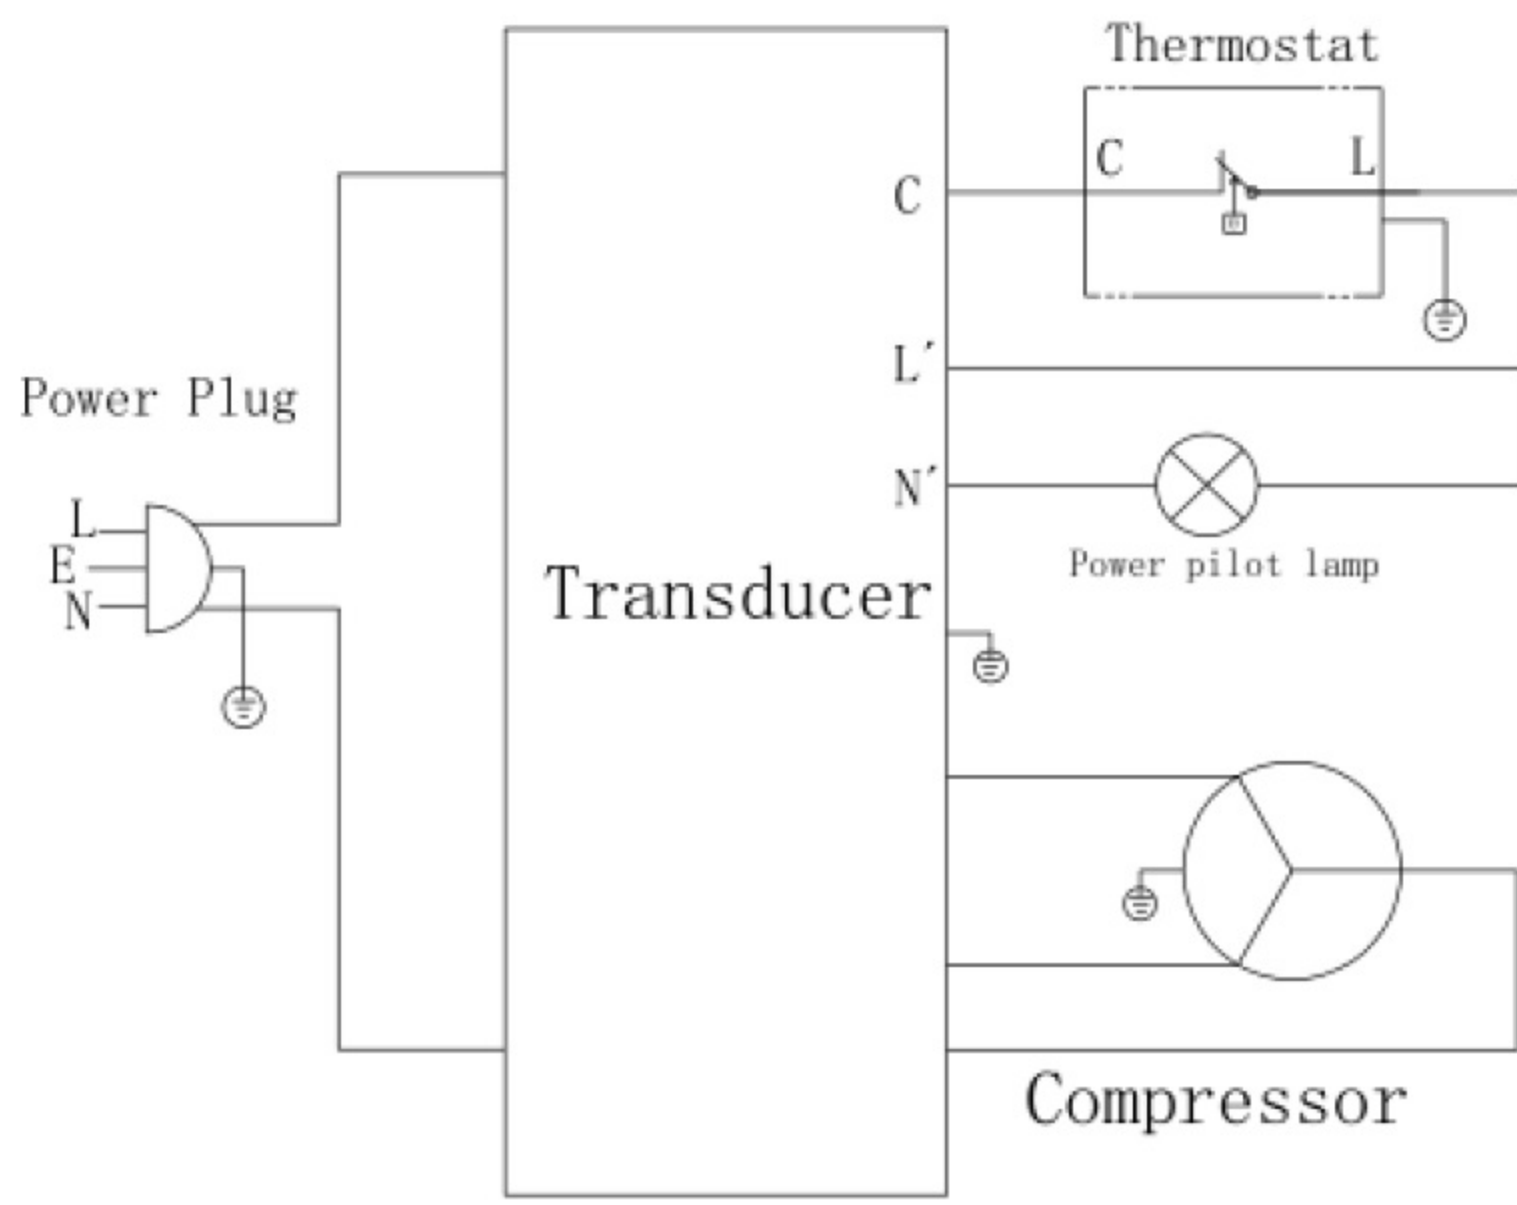 Thermostat
C
L
C
L′
Power Plug
N′
L
E
N
Power pilot lamp
Transducer
Compressor